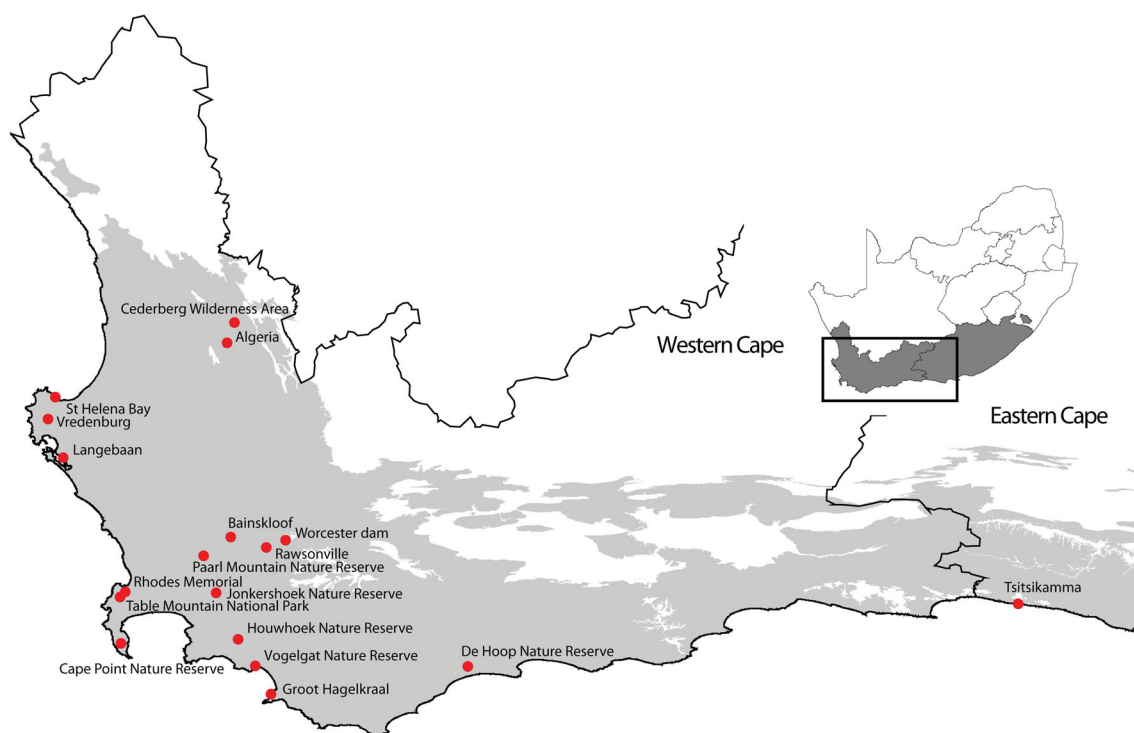 Cederberg Wilderness Area
Algeria
Western Cape
Eastern Cape
St Helena Bay
Vredenburg
Langebaan
Bainskloof
Worcester dam
Rawsonville
Paarl Mountain Nature Reserve
Rhodes Memorial
Jonkershoek Nature Reserve
Table Mountain National Park
Tsitsikamma
Houwhoek Nature Reserve
Vogelgat Nature Reserve
De Hoop Nature Reserve
Cape Point Nature Reserve
Groot Hagelkraal